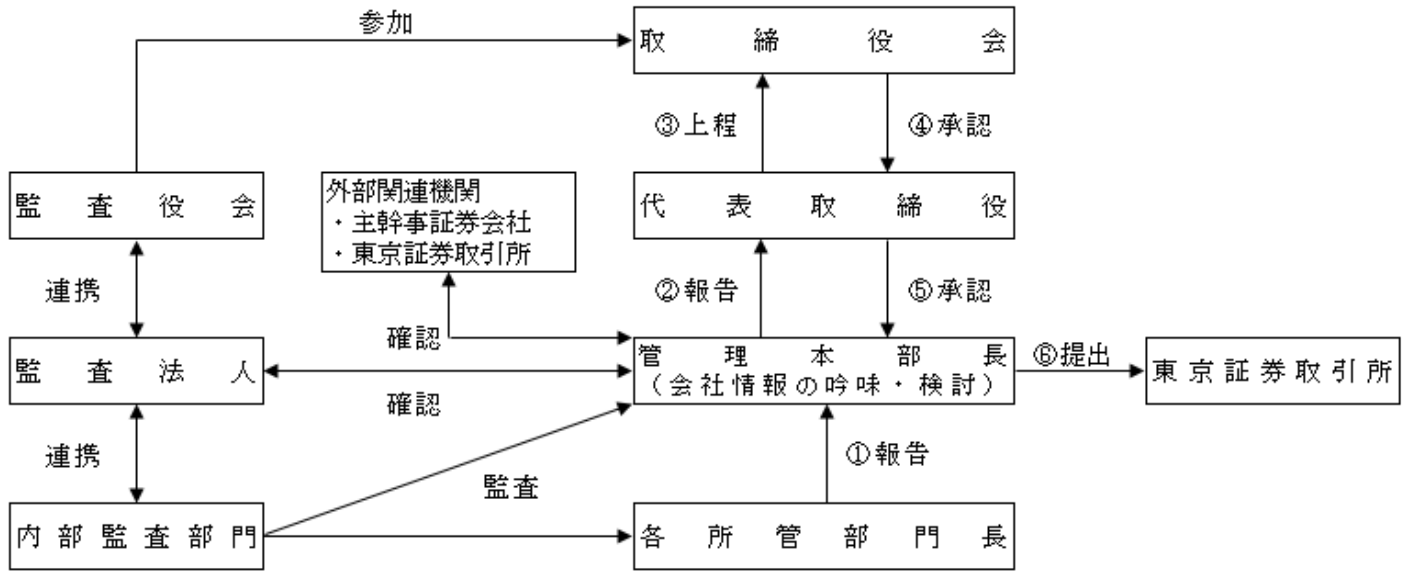 参加
取締役会
③上程
④承認
監査役会
外部関連機関
・主幹事証券会社
・東京証券取引所
代表取締役
連携
②報告
⑤承認
確認
監査法人
管理本部長
(会社情報の吟味・検討)
⑥提出
東京証券取引所
確認
連携
①報告
監査
内部監査部門
各所管部門長